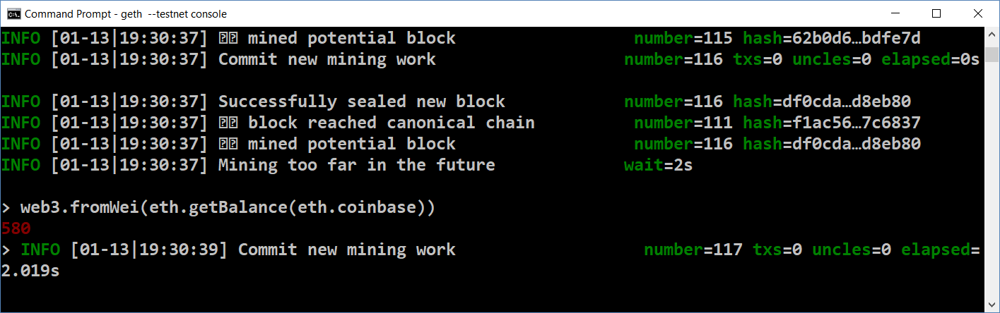 Command Prompt - geth --testnet console
INFO [01-13|19:30:37] mined potential block number=115 hash=62b0d6…bdfe7d
INFO [01-13|19:30:37] Commit new mining work number=116 txs=0 uncles=0 elapsed=0s
INFO [01-13|19:30:37] Successfully sealed new block number=116 hash=df0cda…d8eb80
INFO [01-13|19:30:37] block reached canonical chain number=111 hash=f1ac56…7c6837
INFO [01-13|19:30:37] mined potential block number=116 hash=df0cda…d8eb80
INFO [01-13|19:30:37] Mining too far in the future wait=2s
> web3.fromWei(eth.getBalance(eth.coinbase))
580
> INFO [01-13|19:30:39] Commit new mining work number=117 txs=0 uncles=0 elapsed=
2.019s